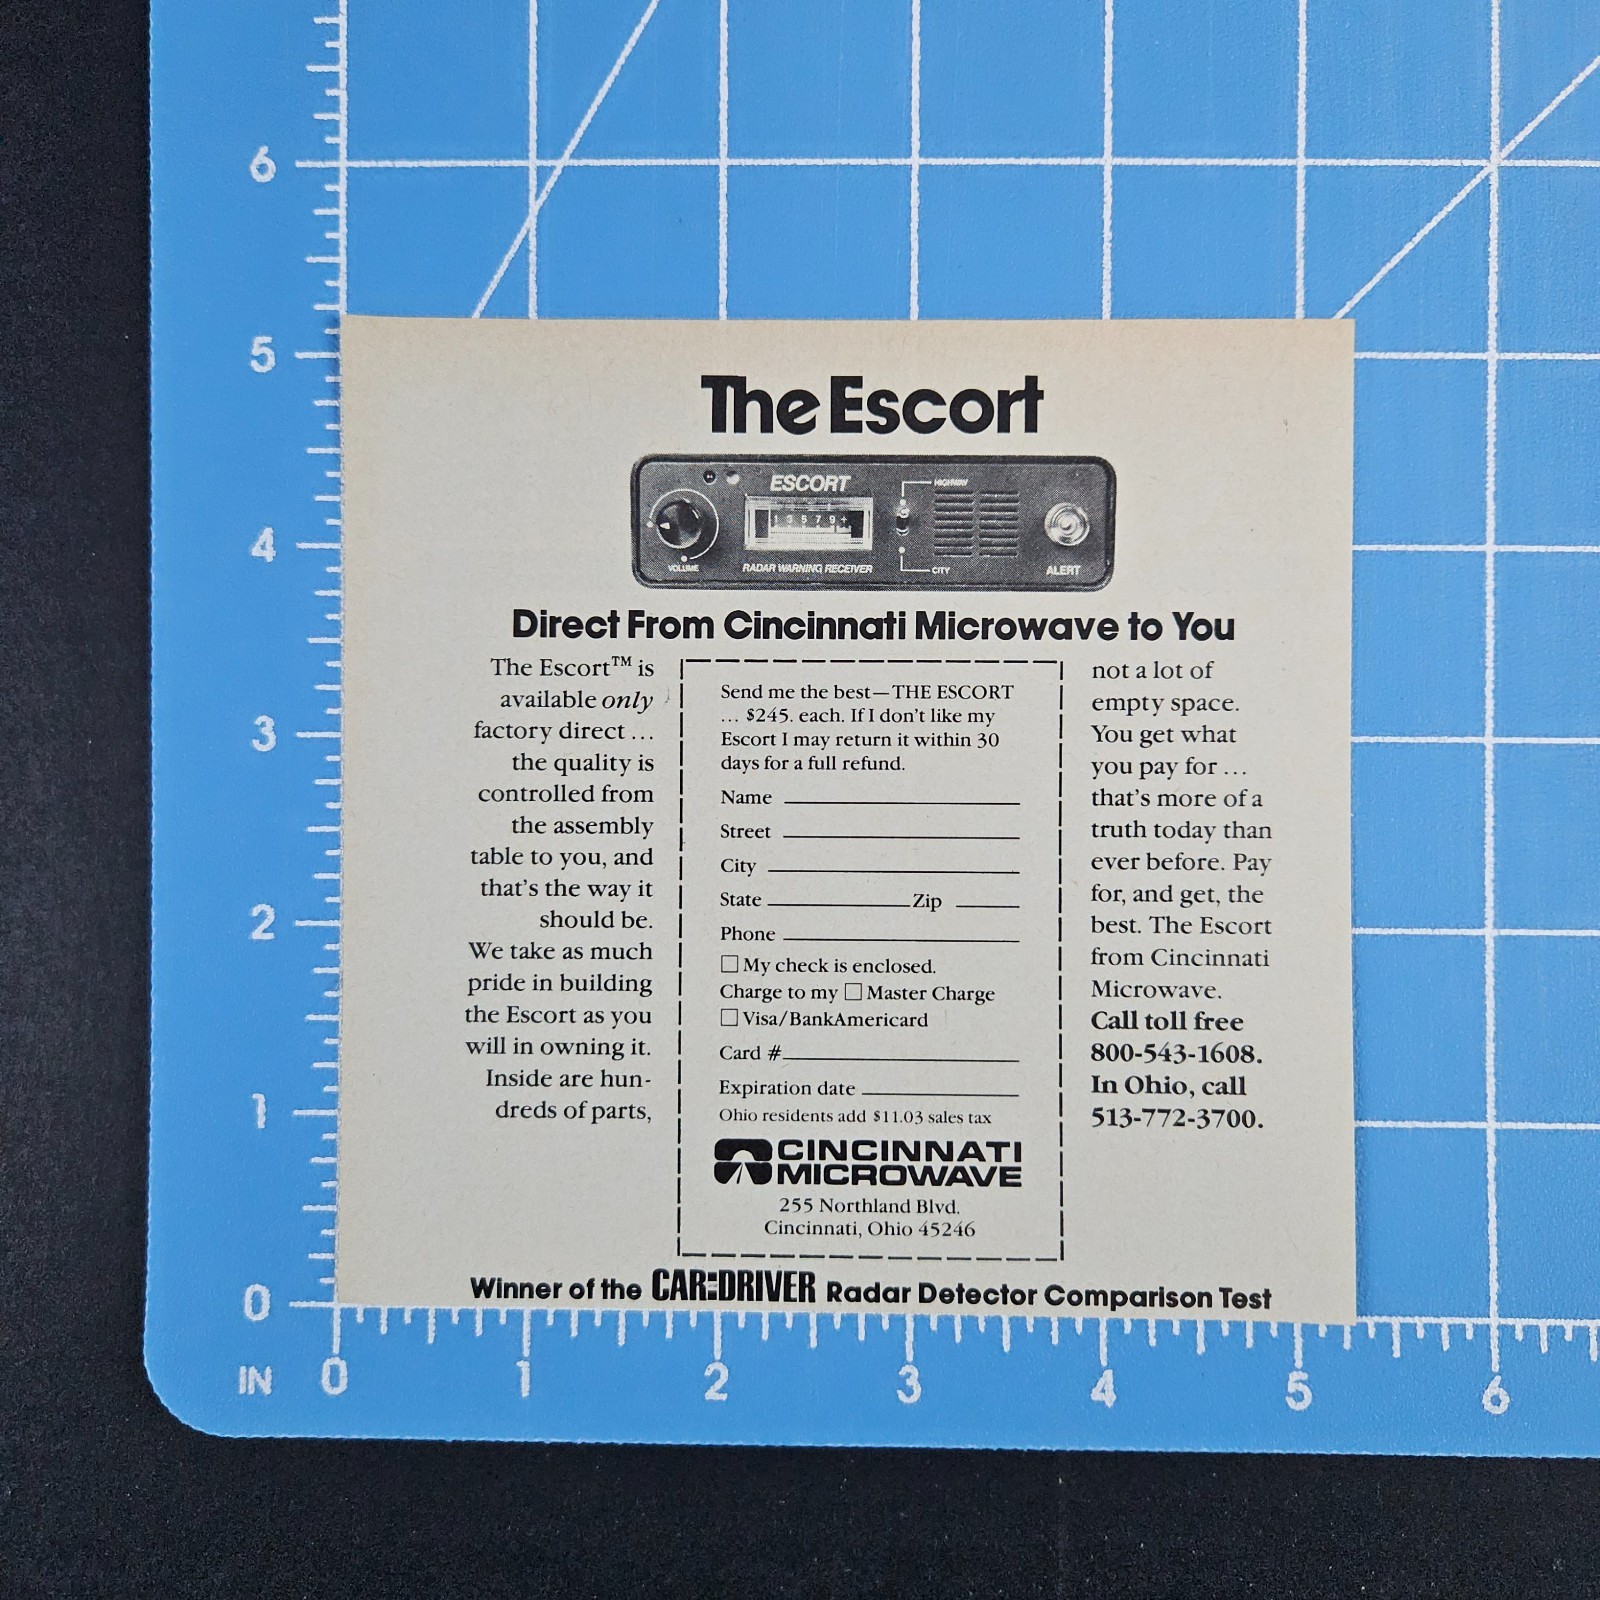 6
5
4
3
2
1
0
IN 0 1 2 3 4 5 6
The Escort
ESCORT
HIGHWAY
1 3 5 7 9 +
VOLUME
RADAR WARNING RECEIVER
CITY
ALERT
Direct From Cincinnati Microwave to You
The Escort™ is
available only
factory direct ...
the quality is
controlled from
the assembly
table to you, and
that's the way it
should be.
We take as much
pride in building
the Escort as you
will in owning it.
Inside are hun-
dreds of parts,
Send me the best—THE ESCORT
... $245. each. If I don't like my
Escort I may return it within 30
days for a full refund.
Name
Street
City
State Zip
Phone
My check is enclosed.
Charge to my Master Charge
Visa/BankAmericard
Card #
Expiration date
Ohio residents add $11.03 sales tax
CINCINNATI
MICROWAVE
255 Northland Blvd.
Cincinnati, Ohio 45246
not a lot of
empty space.
You get what
you pay for ...
that's more of a
truth today than
ever before. Pay
for, and get, the
best. The Escort
from Cincinnati
Microwave.
Call toll free
800-543-1608.
In Ohio, call
513-772-3700.
Winner of the CAR and DRIVER Radar Detector Comparison Test